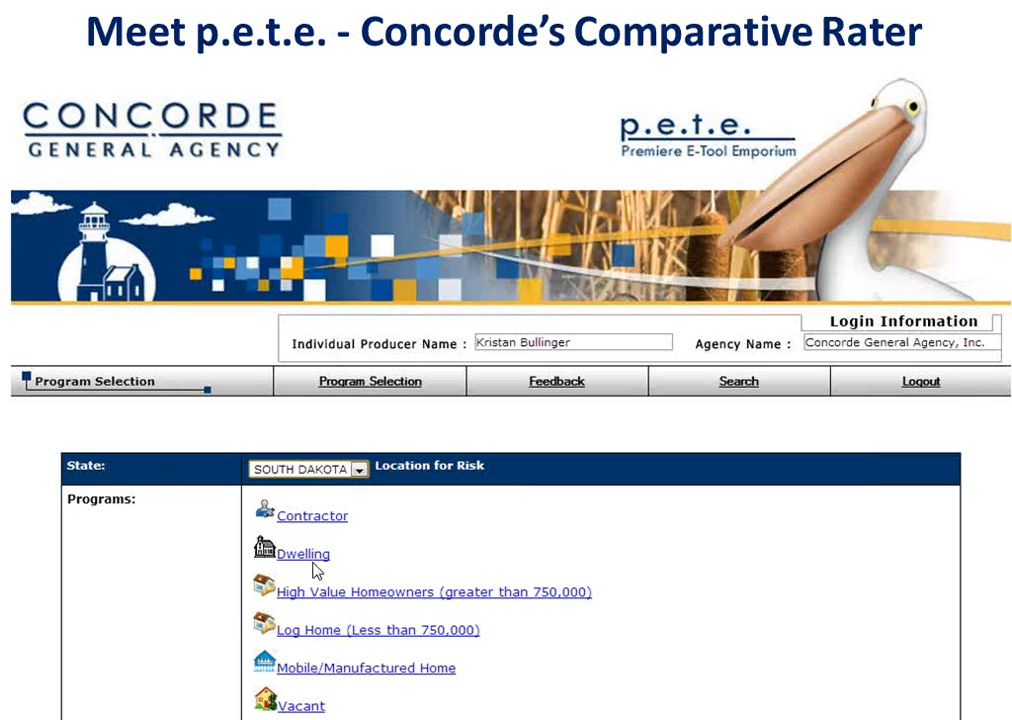 Meet p.e.t.e. - Concorde's Comparative Rater
CONCORDE
GENERAL AGENCY
p.e.t.e.
Premiere E-Tool Emporium
Login Information
Individual Producer Name : Kristan Bullinger Agency Name : Concorde General Agency, Inc.
Program Selection Program Selection Feedback Search Logout
State: SOUTH DAKOTA Location for Risk
Programs:
Contractor
Dwelling
High Value Homeowners (greater than 750,000)
Log Home (Less than 750,000)
Mobile/Manufactured Home
Vacant